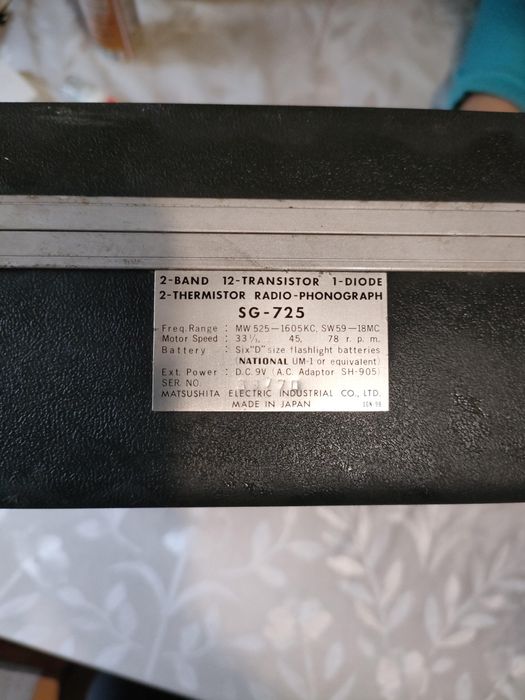 2-BAND 12-TRANSISTOR 1-DIODE
2-THERMISTOR RADIO-PHONOGRAPH
SG-725
Freq. Range : MW 525-1605KC, SW 5.9-18MC
Motor Speed : 33 1/3, 45, 78 r. p. m.
Battery : Six "D" size flashlight batteries
(NATIONAL UM-1 or equivalent)
Ext. Power : D.C. 9V (A.C. Adaptor SH-905)
SER NO.
MATSUSHITA ELECTRIC INDUSTRIAL CO., LTD.
MADE IN JAPAN